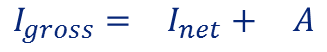 I_gross = I_net + A